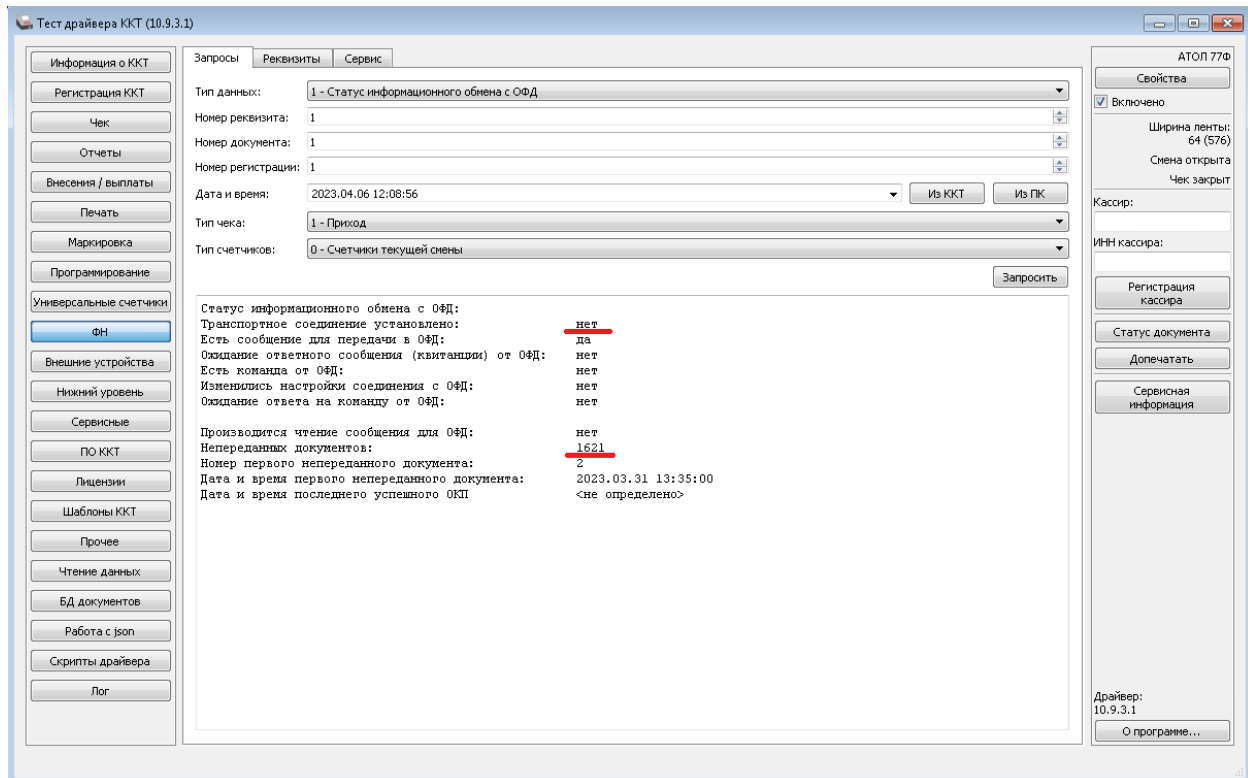 Тест драйвера ККТ (10.9.3.1)
Информация о ККТ
Регистрация ККТ
Чек
Отчеты
Внесения / выплаты
Печать
Маркировка
Программирование
Универсальные счетчики
ФН
Внешние устройства
Нижний уровень
Сервисные
ПО ККТ
Лицензии
Шаблоны ККТ
Прочее
Чтение данных
БД документов
Работа с json
Скрипты драйвера
Лог
Запросы Реквизиты Сервис
Тип данных: 1 - Статус информационного обмена с ОФД
Номер реквизита: 1
Номер документа: 1
Номер регистрации: 1
Дата и время: 2023.04.06 12:08:56 Из ККТ Из ПК
Тип чека: 1 - Приход
Тип счетчиков: 0 - Счетчики текущей смены
Запросить
Статус информационного обмена с ОФД:
Транспортное соединение установлено: нет
Есть сообщение для передачи в ОФД: да
Ожидание ответного сообщения (квитанции) от ОФД: нет
Есть команда от ОФД: нет
Изменились настройки соединения с ОФД: нет
Ожидание ответа на команду от ОФД: нет
Производится чтение сообщения для ОФД: нет
Непереданных документов: 1621
Номер первого непереданного документа: 2
Дата и время первого непереданного документа: 2023.03.31 13:35:00
Дата и время последнего успешного ОКП <не определено>
АТОЛ 77Ф
Свойства
Включено
Ширина ленты:
64 (576)
Смена открыта
Чек закрыт
Кассир:
ИНН кассира:
Регистрация
кассира
Статус документа
Допечатать
Сервисная
информация
Драйвер:
10.9.3.1
О программе...